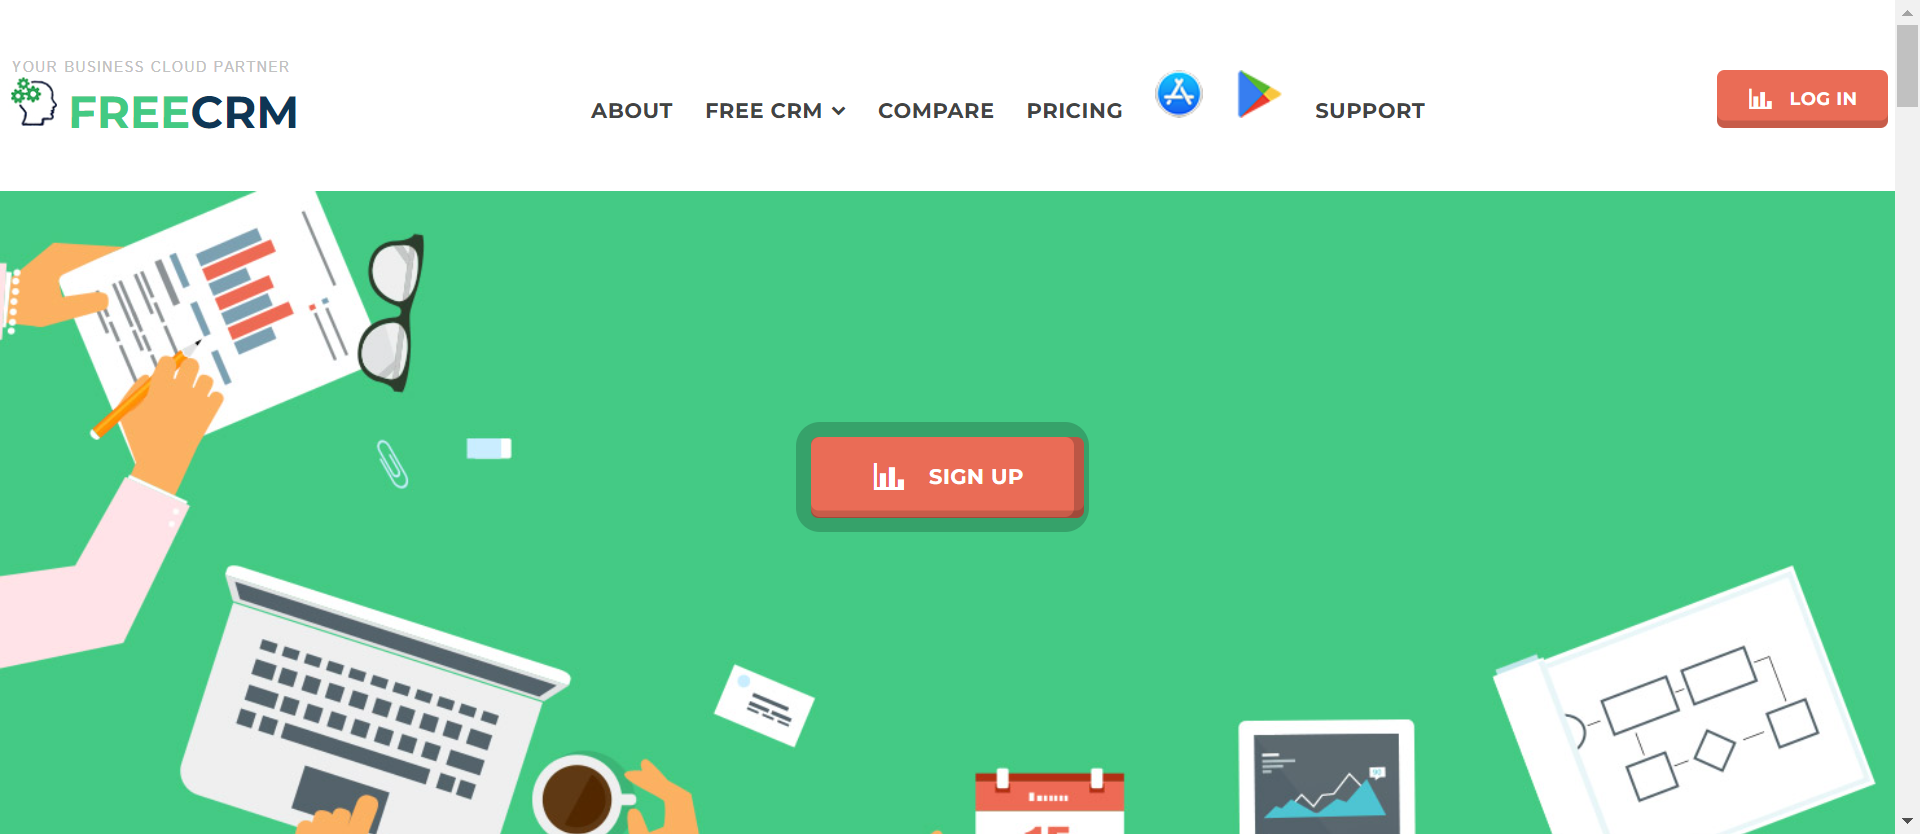 YOUR BUSINESS CLOUD PARTNER
FREECRM
ABOUT
FREE CRM
COMPARE
PRICING
SUPPORT
LOG IN
SIGN UP